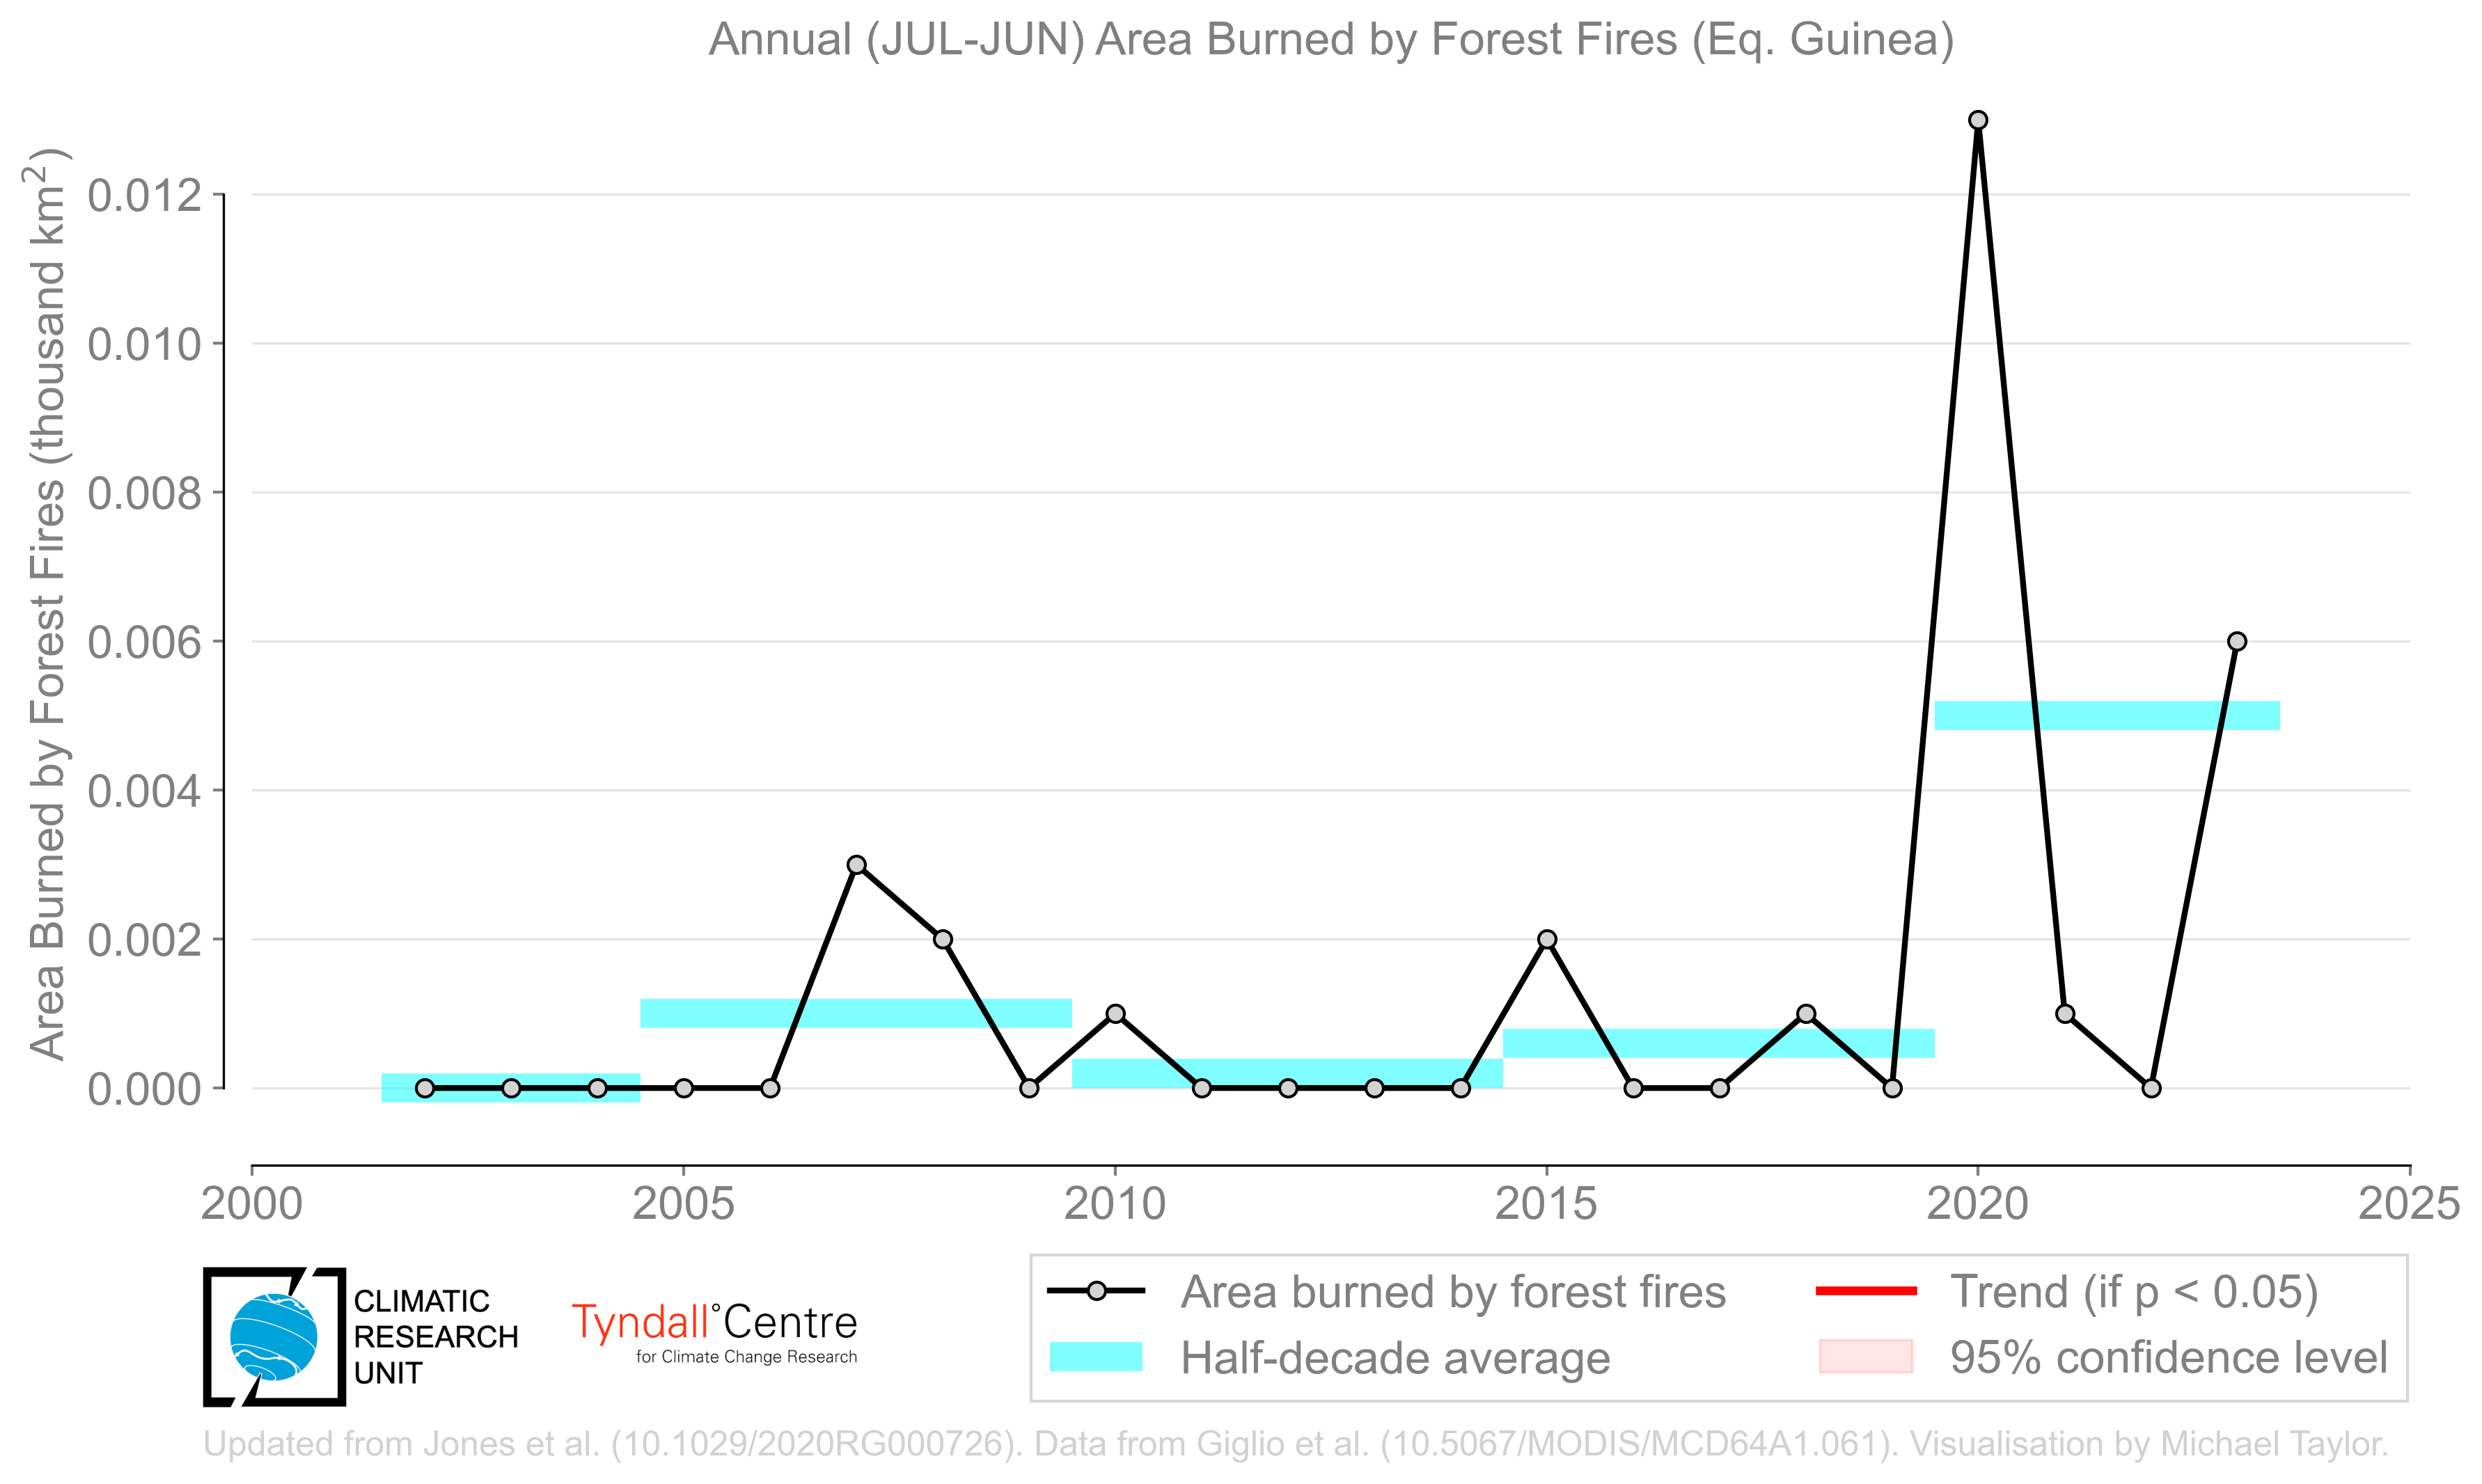 Annual (JUL-JUN) Area Burned by Forest Fires (Eq. Guinea)
Area Burned by Forest Fires (thousand km²)
0.012
0.010
0.008
0.006
0.004
0.002
0.000
2000
2005
2010
2015
2020
2025
CLIMATIC
RESEARCH
UNIT
Tyndall°Centre
for Climate Change Research
Area burned by forest fires
Half-decade average
Trend (if p < 0.05)
95% confidence level
Updated from Jones et al. (10.1029/2020RG000726). Data from Giglio et al. (10.5067/MODIS/MCD64A1.061). Visualisation by Michael Taylor.